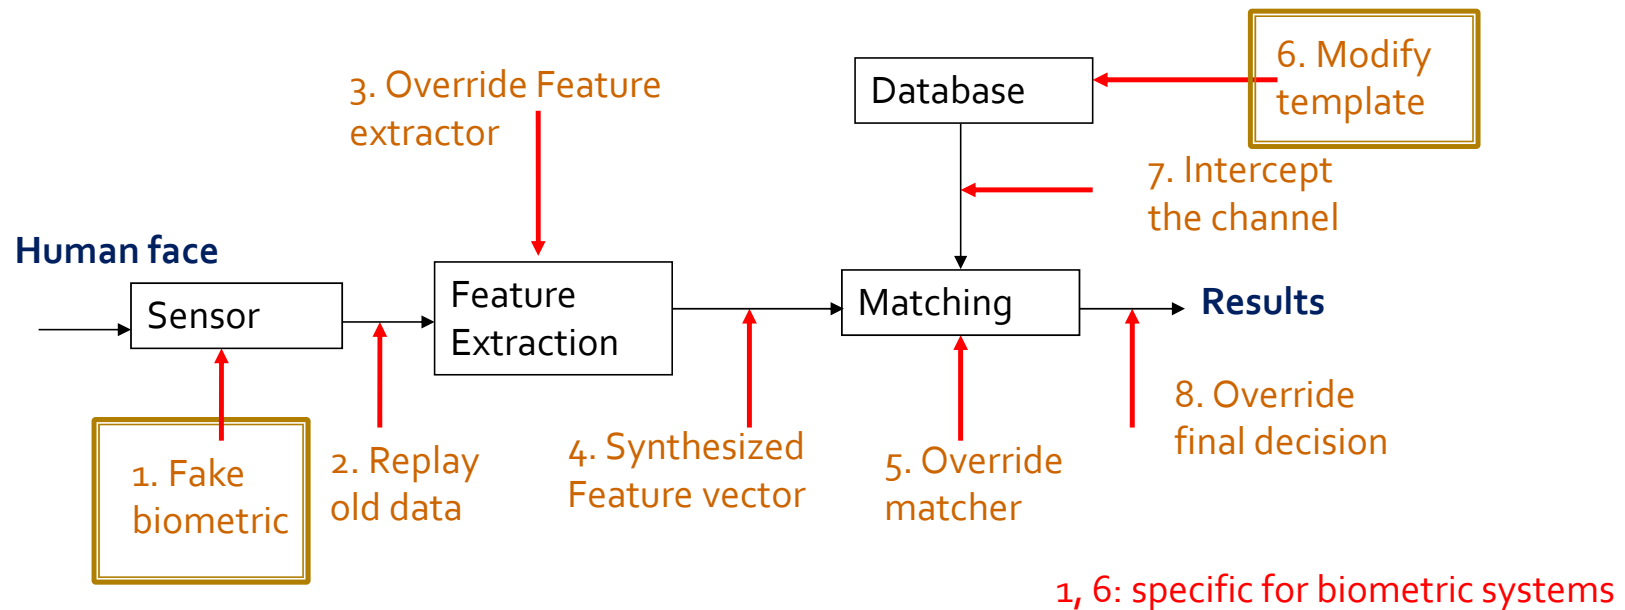 3. Override Feature
extractor
Database
6. Modify
template
7. Intercept
the channel
Human face
Sensor
Feature
Extraction
Matching
Results
1. Fake
biometric
2. Replay
old data
4. Synthesized
Feature vector
5. Override
matcher
8. Override
final decision
1, 6: specific for biometric systems